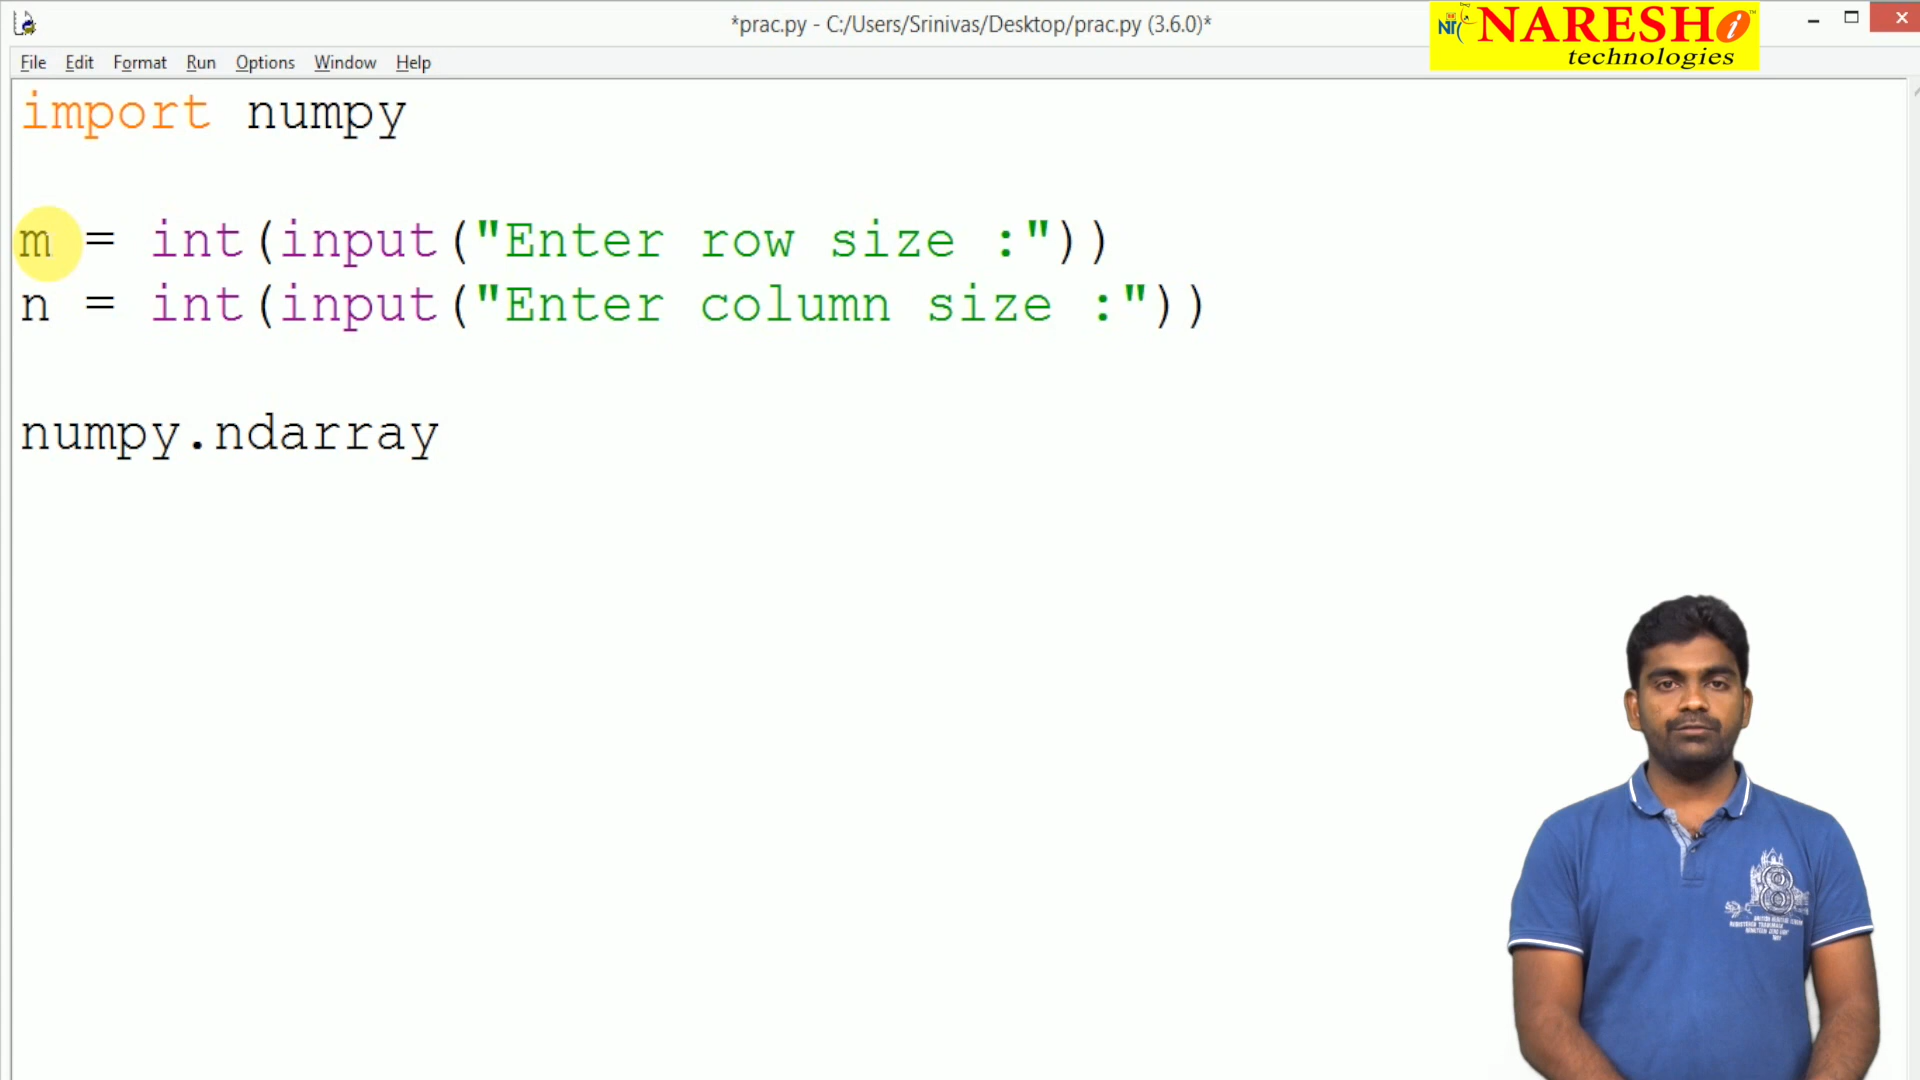 *prac.py - C:/Users/Srinivas/Desktop/prac.py (3.6.0)*
NARESH i
technologies
File Edit Format Run Options Window Help
import numpy
m = int(input("Enter row size :"))
n = int(input("Enter column size :"))
numpy.ndarray
8